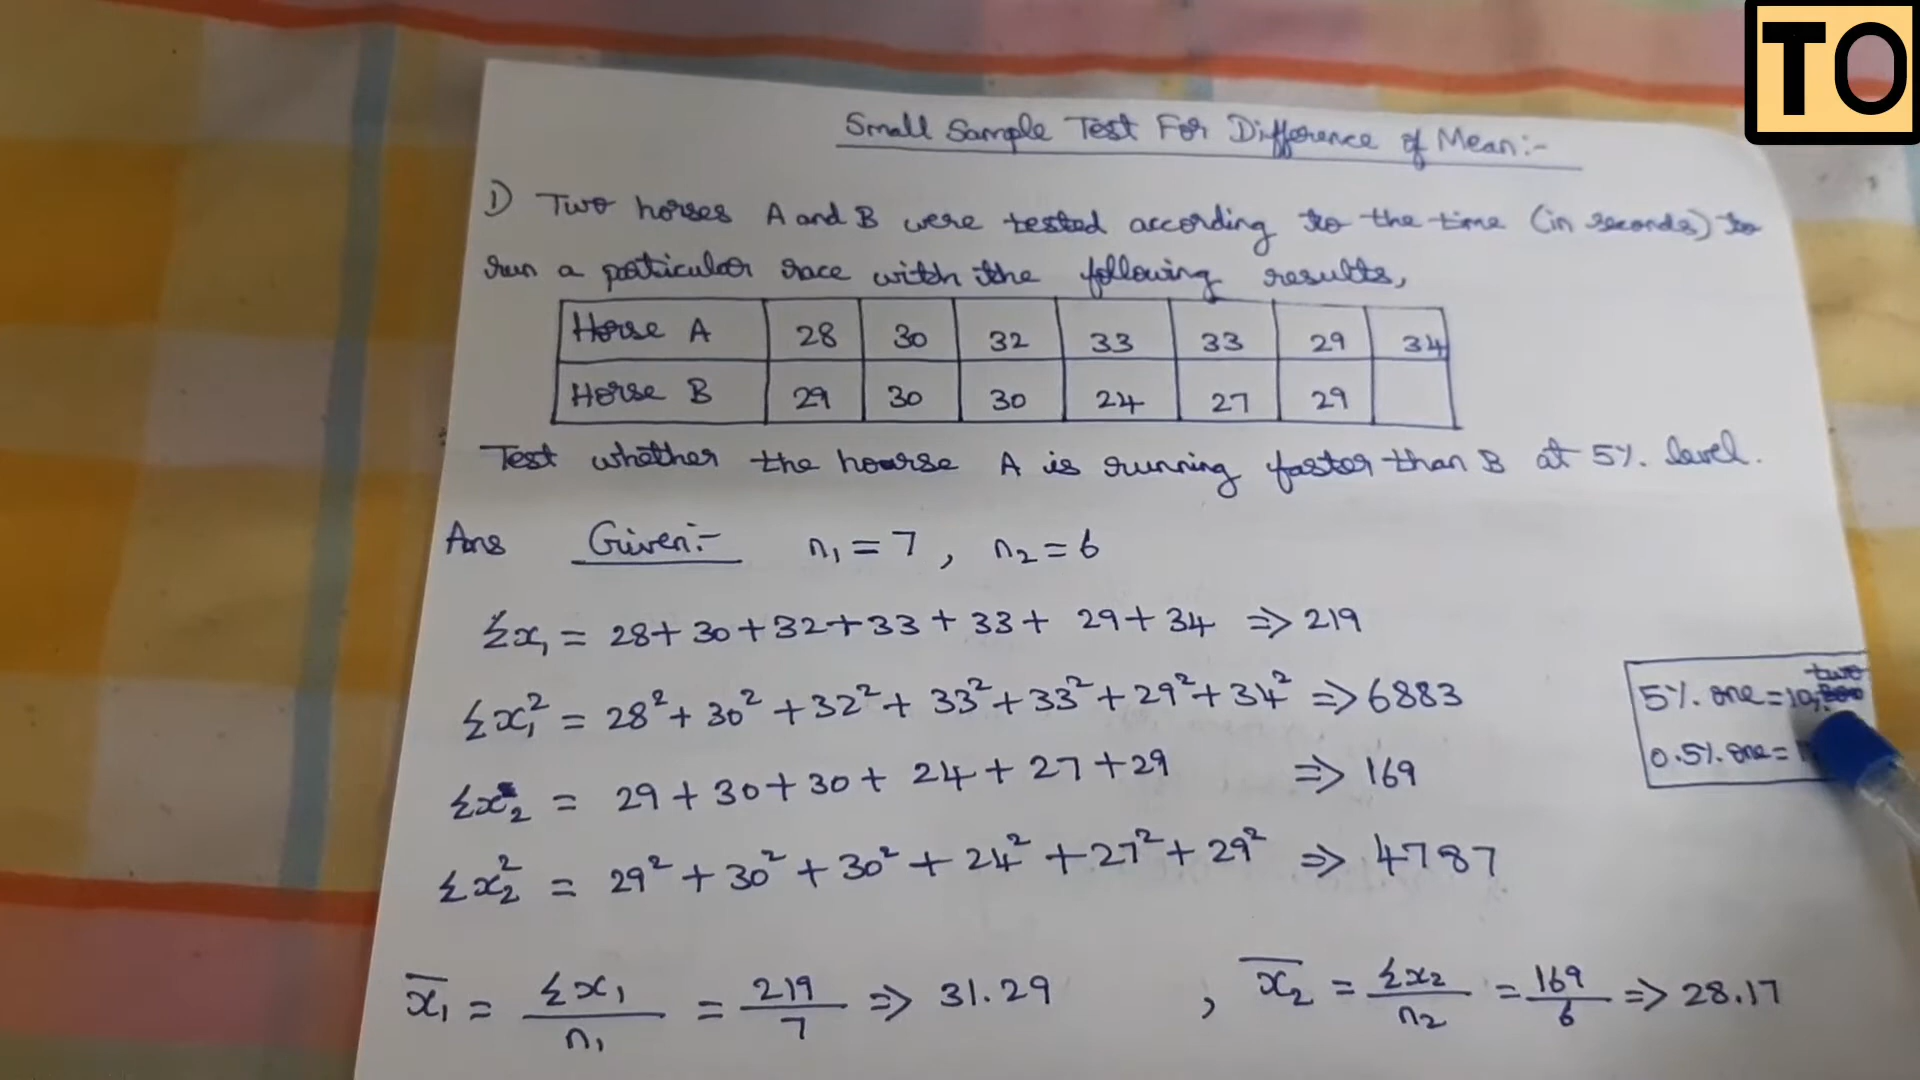 TO
Small Sample Test For Difference of Mean:-
1) Two horses A and B were tested according to the time (in seconds) to
run a particular race with the following results,
Horse A 28 30 32 33 33 29 34
Horse B 29 30 30 24 27 29
Test whether the hoarse A is running faster than B at 5%. level.
Ans Given:- n₁ = 7, n₂ = 6
Σx₁ = 28+30+32+33+33+29+34 => 219
Σx₁² = 28²+30²+32²+33²+33²+29²+34² => 6883
5%. one = 10%. two
Σx₂ = 29+30+30+24+27+29 => 169
0.5%. one =
Σx₂² = 29²+30²+30²+24²+27²+29² => 4787
x̄₁ = Σx₁/n₁ = 219/7 => 31.29 , x̄₂ = Σx₂/n₂ = 169/6 => 28.17